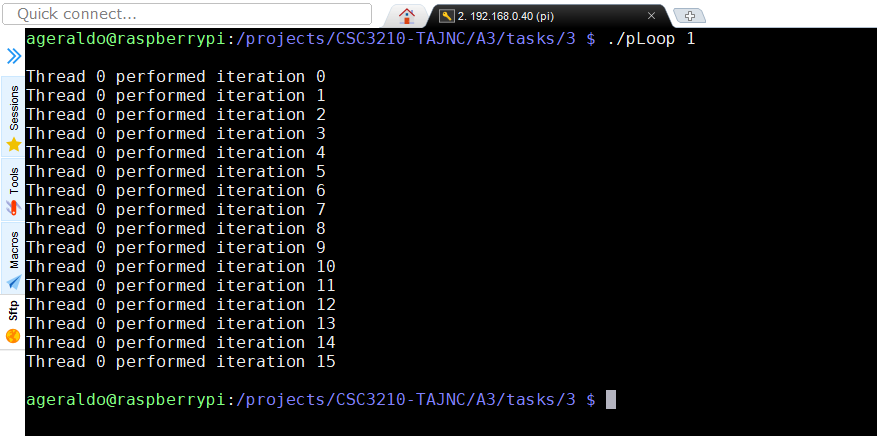 Quick connect...
2. 192.168.0.40 (pi)
Sessions
Tools
Macros
Sftp
ageraldo@raspberrypi:/projects/CSC3210-TAJNC/A3/tasks/3 $ ./pLoop 1
Thread 0 performed iteration 0
Thread 0 performed iteration 1
Thread 0 performed iteration 2
Thread 0 performed iteration 3
Thread 0 performed iteration 4
Thread 0 performed iteration 5
Thread 0 performed iteration 6
Thread 0 performed iteration 7
Thread 0 performed iteration 8
Thread 0 performed iteration 9
Thread 0 performed iteration 10
Thread 0 performed iteration 11
Thread 0 performed iteration 12
Thread 0 performed iteration 13
Thread 0 performed iteration 14
Thread 0 performed iteration 15
ageraldo@raspberrypi:/projects/CSC3210-TAJNC/A3/tasks/3 $